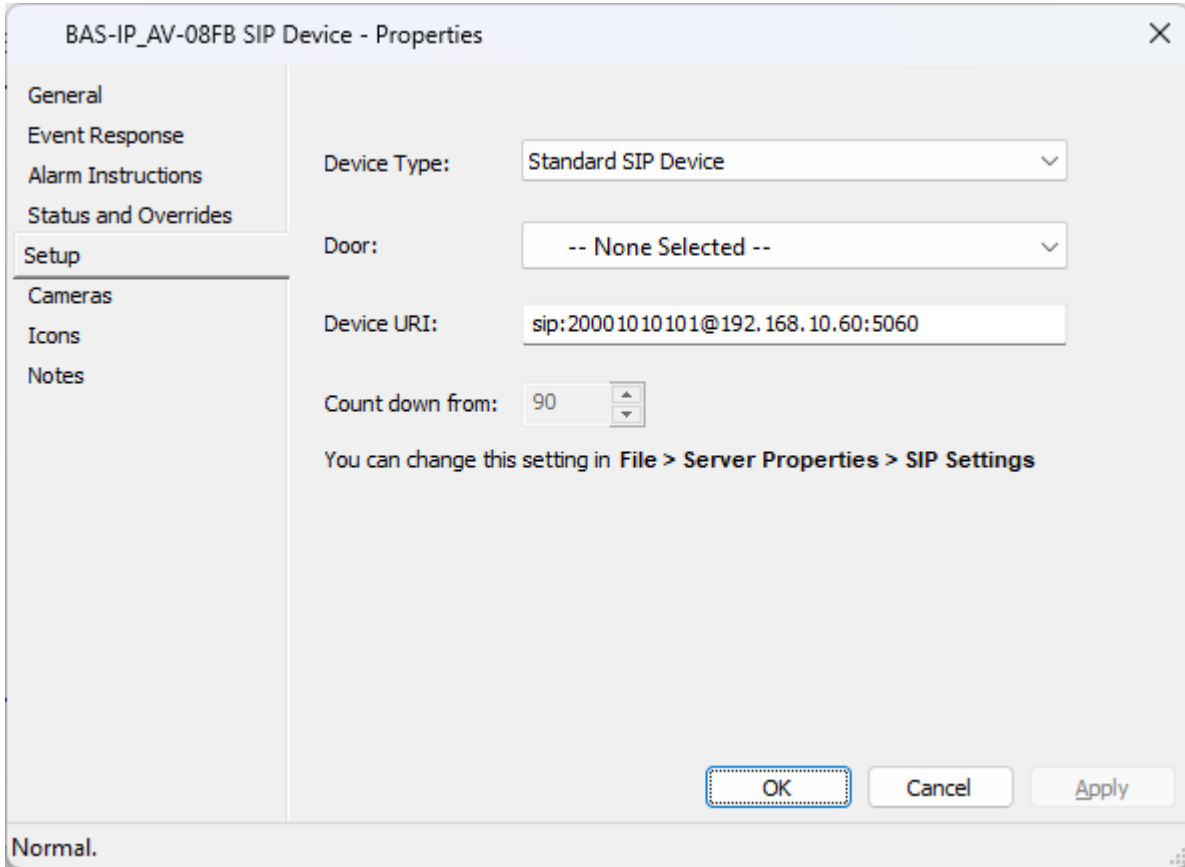 BAS-IP_AV-08FB SIP Device - Properties
General
Event Response
Alarm Instructions
Status and Overrides
Setup
Cameras
Icons
Notes
Device Type:
Standard SIP Device
Door:
-- None Selected --
Device URI:
sip:20001010101@192.168.10.60:5060
Count down from:
90
You can change this setting in File > Server Properties > SIP Settings
OK
Cancel
Apply
Normal.